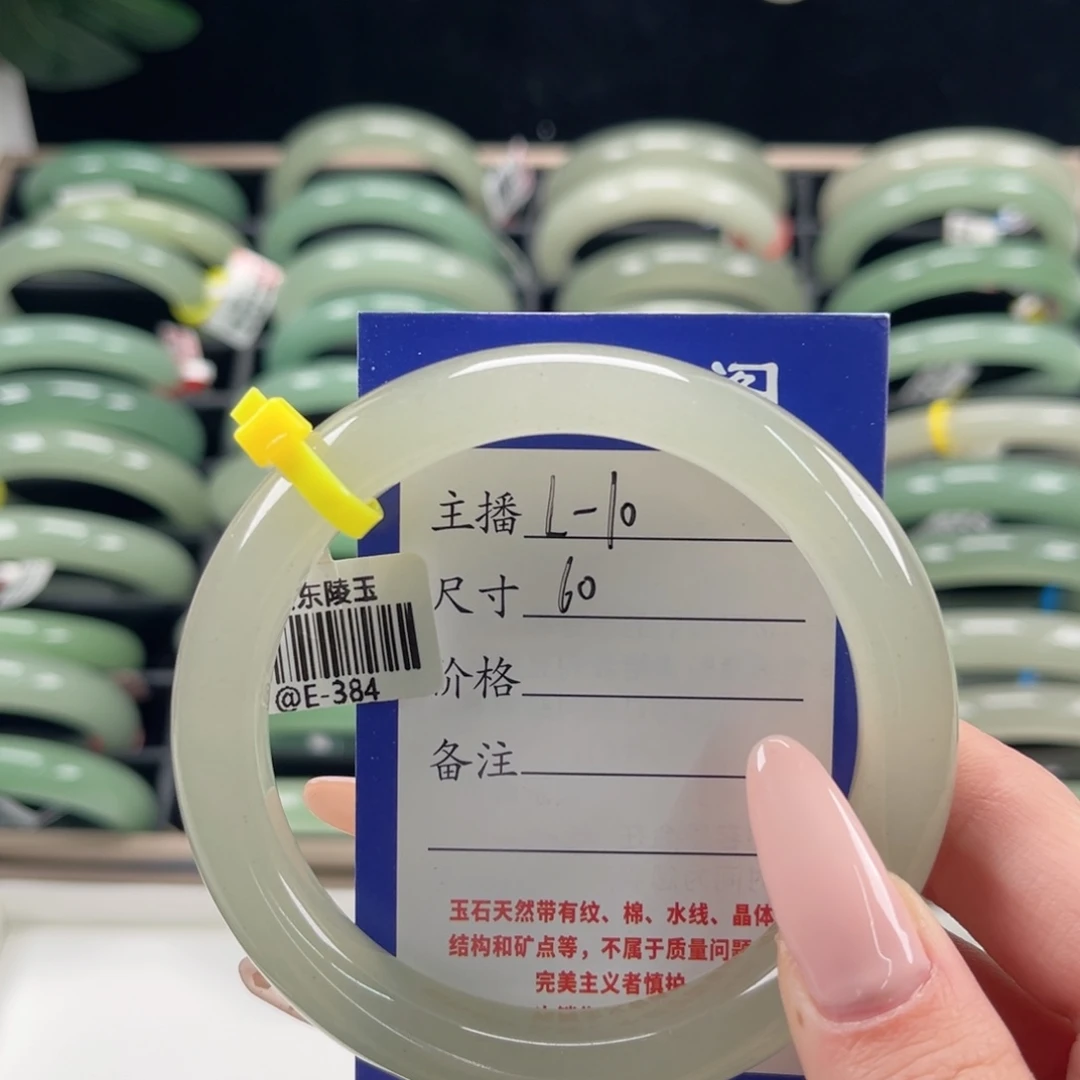 阁
主播 L-10
尺寸 60
东陵玉
@E-384
价格
备注
玉石天然带有纹、棉、水线、晶体
结构和矿点等，不属于质量问题
完美主义者慎拍